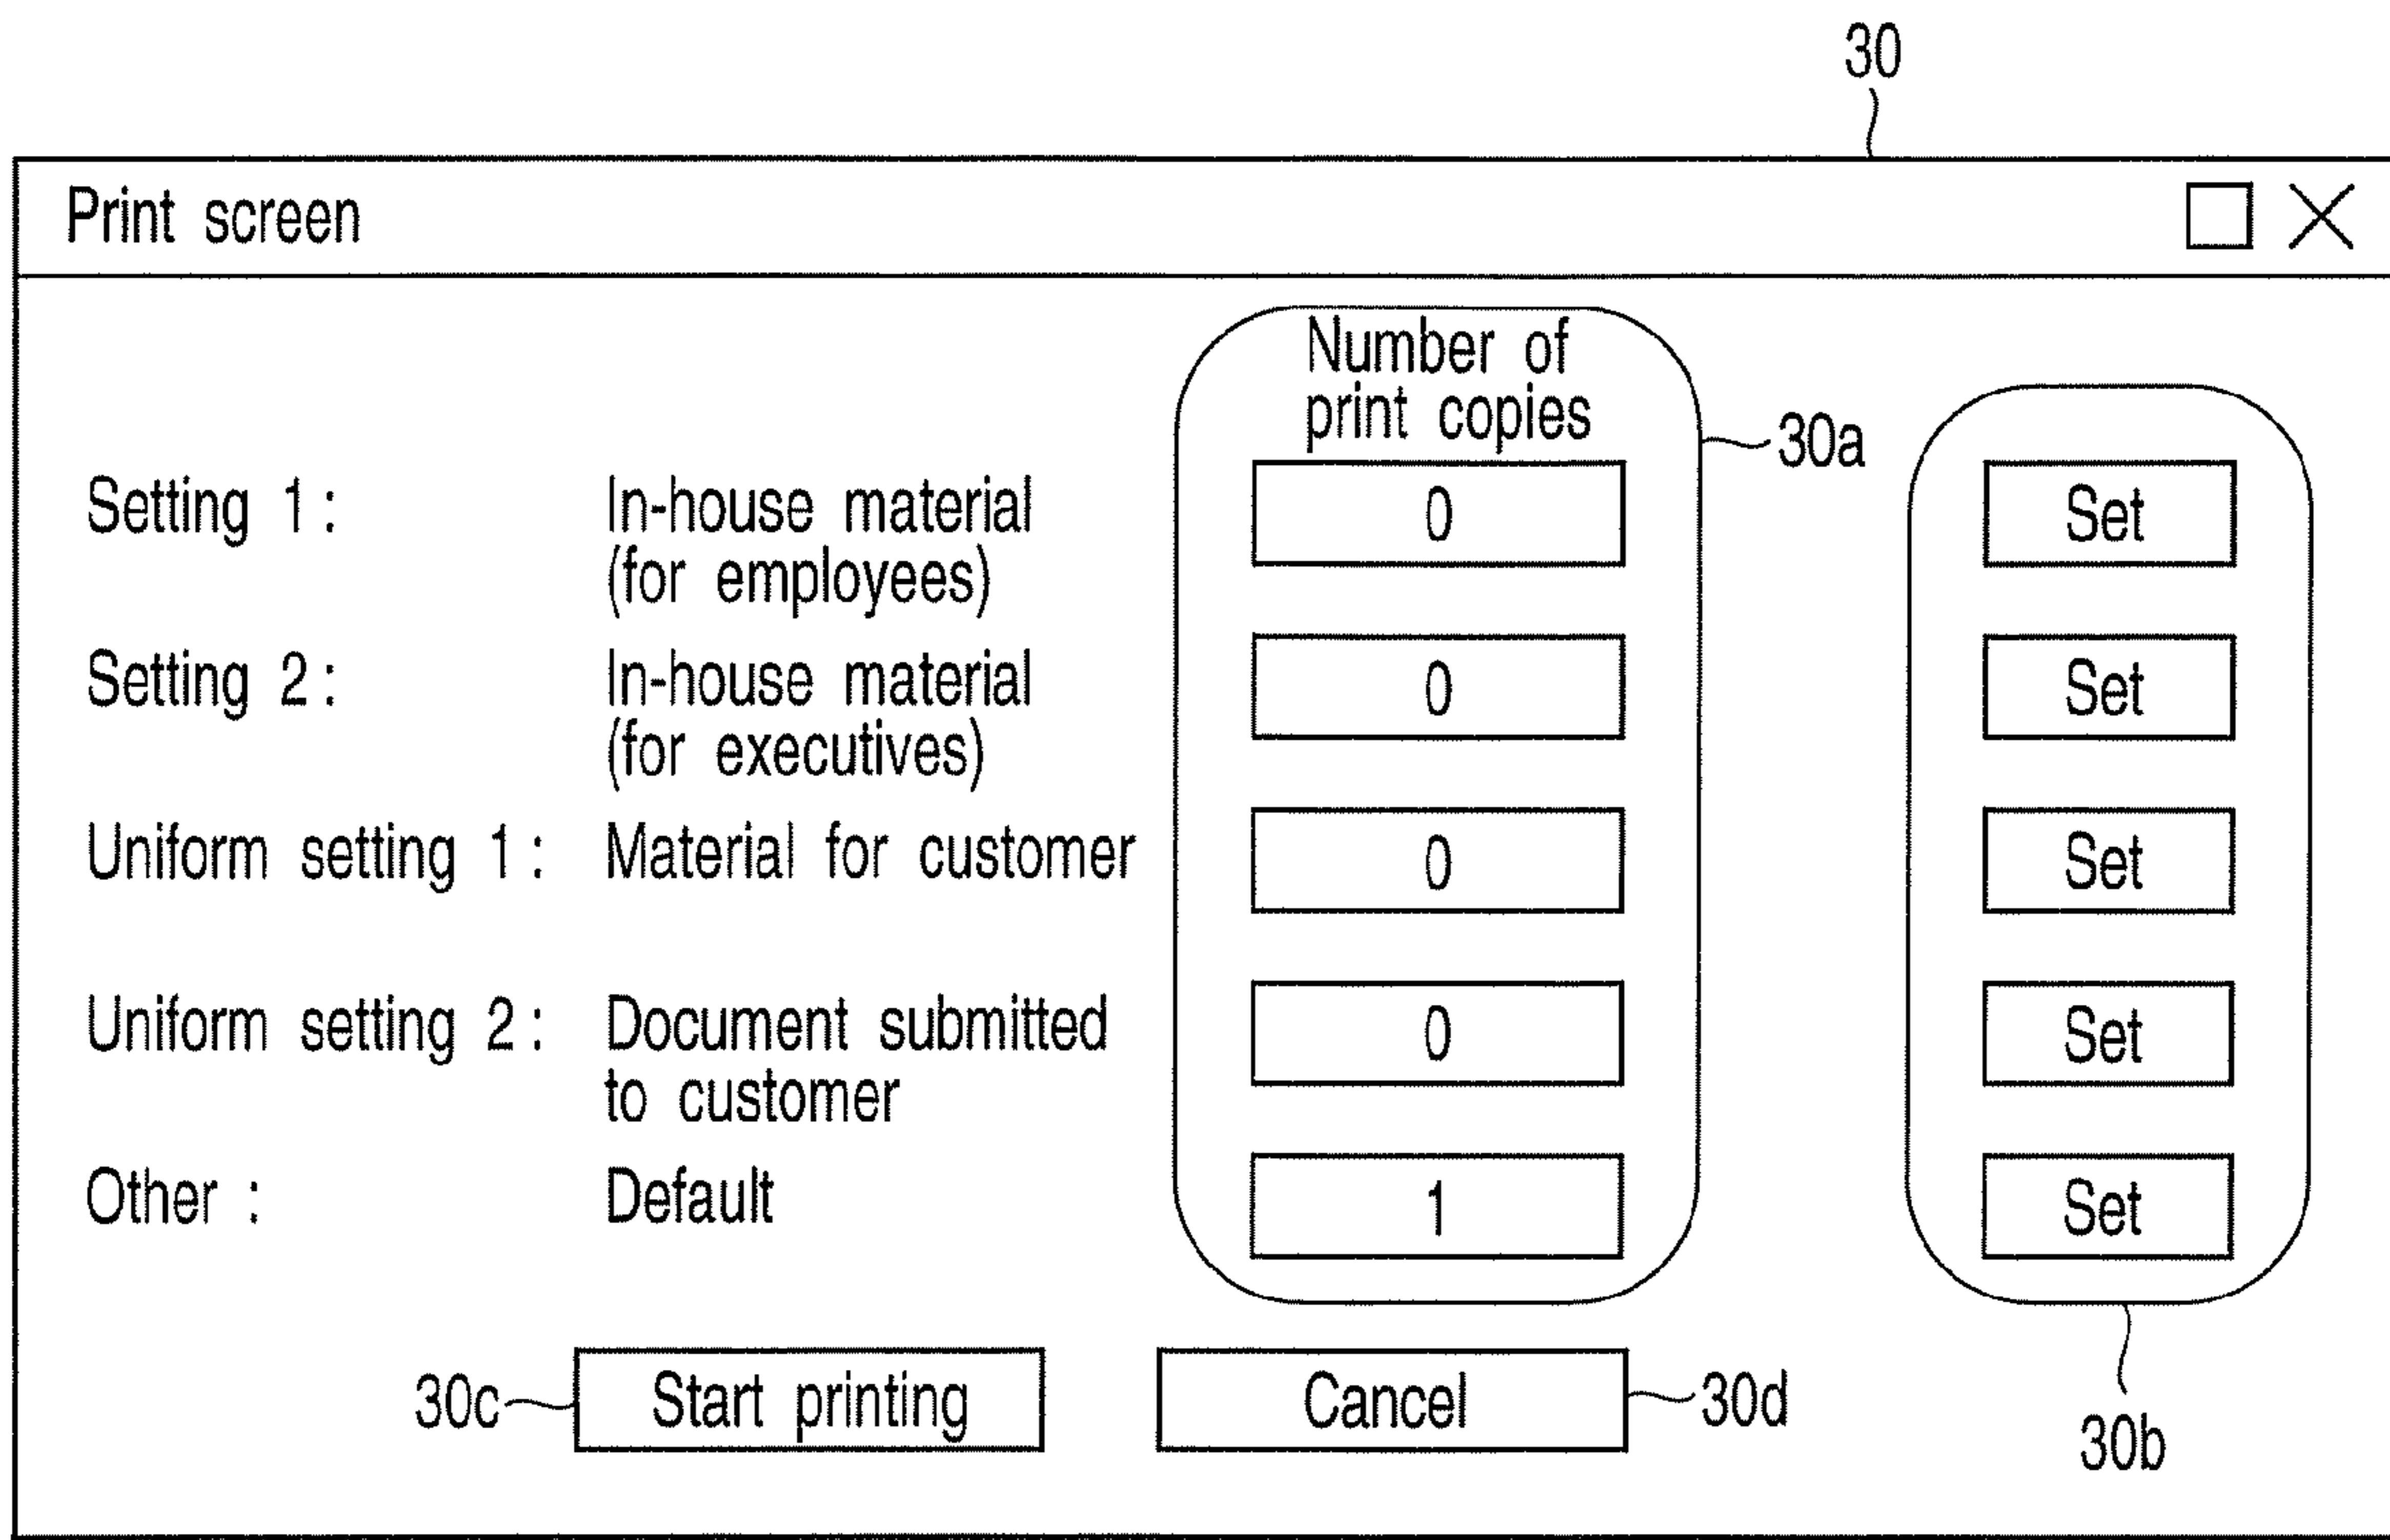 30
Print screen
Number of
print copies
30a
Setting 1 : In-house material 0 Set
(for employees)
Setting 2 : In-house material 0 Set
(for executives)
Uniform setting 1 : Material for customer 0 Set
Uniform setting 2 : Document submitted 0 Set
to customer
Other : Default 1 Set
30c Start printing Cancel 30d
30b